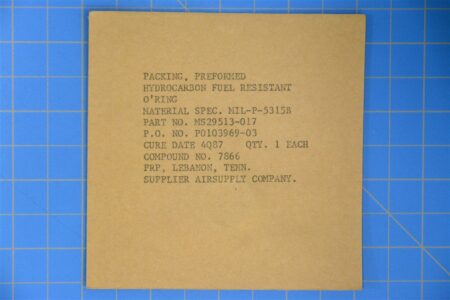 PACKING, PREFORMED
HYDROCARBON FUEL RESISTANT
O'RING
MATERIAL SPEC. MIL-P-5315B
PART NO. MS29513-017
P.O. NO. P0103969-03
CURE DATE 4Q87 QTY. 1 EACH
COMPOUND NO. 7866
FRP, LEBANON, TENN.
SUPPLIER AIRSUPPLY COMPANY.